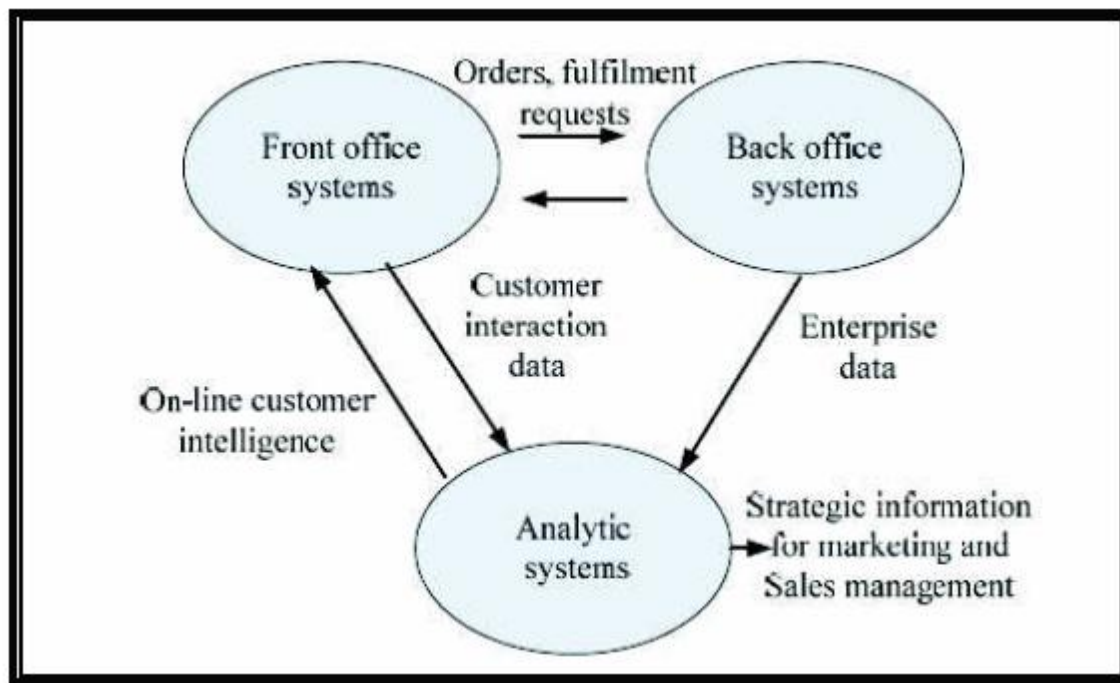 Orders, fulfilment
requests
Front office
systems
Back office
systems
Customer
interaction
data
Enterprise
data
On-line customer
intelligence
Analytic
systems
Strategic information
for marketing and
Sales management